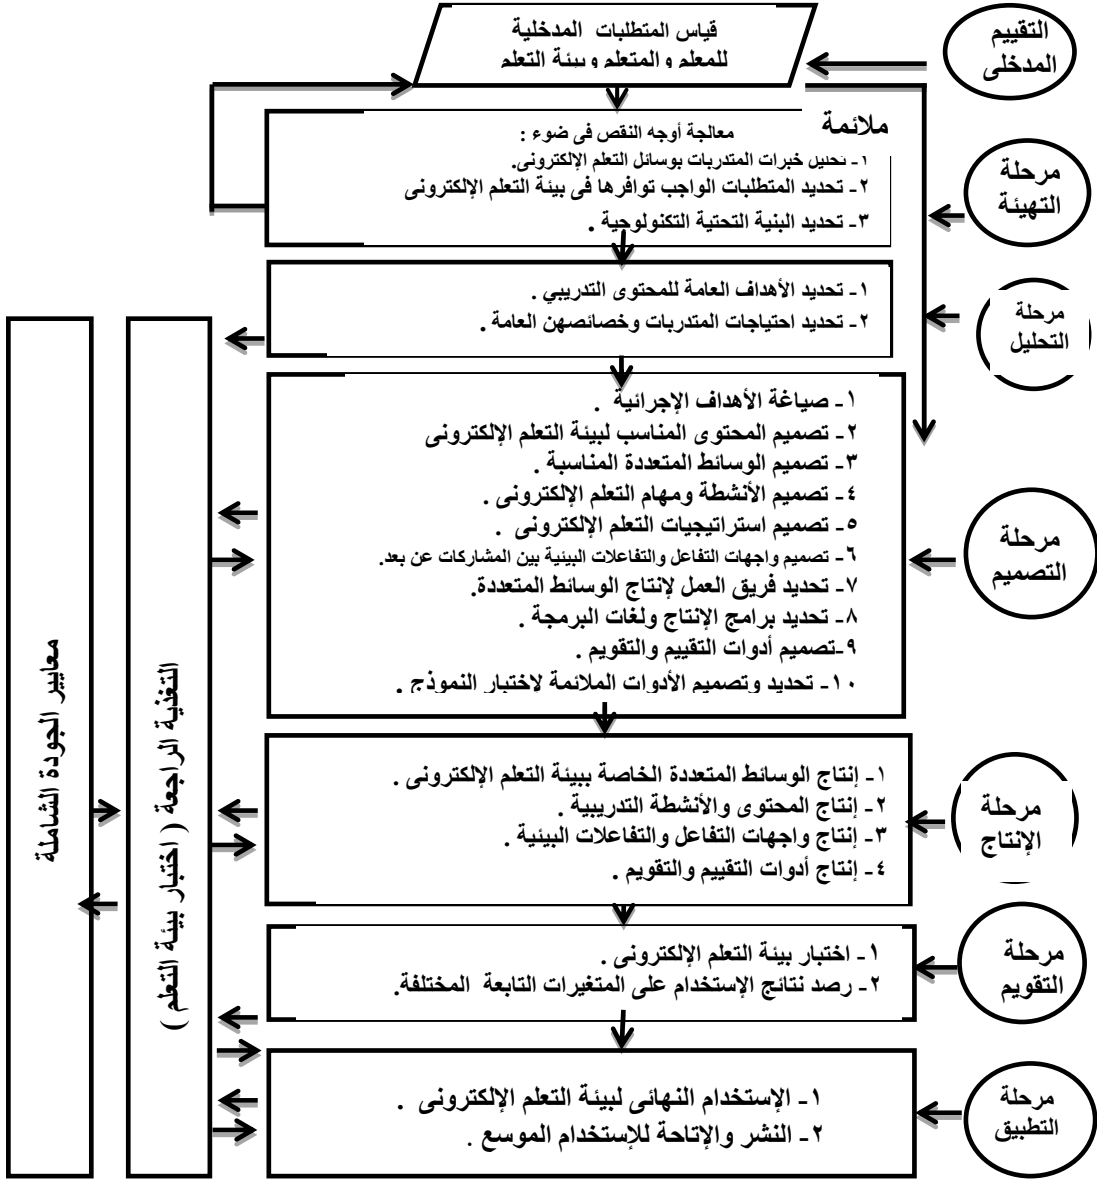 التقييم
المدخلى
قياس المتطلبات المدخلية
للمعلم والمتعلم وبيئة التعلم
مرحلة
التهيئة
ملائمة
معالجة أوجه النقص فى ضوء :
١- تحليل خبرات المتدربات بوسائل التعلم الإلكترونى.
٢- تحديد المتطلبات الواجب توافرها فى بيئة التعلم الإلكترونى
٣- تحديد البنية التحتية التكنولوجية .
مرحلة
التحليل
١- تحديد الأهداف العامة للمحتوى التدريبي .
٢- تحديد احتياجات المتدربات وخصائصهن العامة .
مرحلة
التصميم
١- صياغة الأهداف الإجرائية .
٢- تصميم المحتوى المناسب لبيئة التعلم الإلكترونى
٣- تصميم الوسائط المتعددة المناسبة .
٤- تصميم الأنشطة ومهام التعلم الإلكترونى .
٥- تصميم استراتيجيات التعلم الإلكترونى .
٦- تصميم واجهات التفاعل والتفاعلات البيئية بين المشاركات عن بعد.
٧- تحديد فريق العمل لإنتاج الوسائط المتعددة.
٨- تحديد برامج الإنتاج ولغات البرمجة .
٩-تصميم أدوات التقييم والتقويم .
١٠- تحديد وتصميم الأدوات الملائمة لإختبار النموذج .
مرحلة
الإنتاج
١- إنتاج الوسائط المتعددة الخاصة ببيئة التعلم الإلكترونى .
٢- إنتاج المحتوى والأنشطة التدريبية .
٣- إنتاج واجهات التفاعل والتفاعلات البيئية .
٤- إنتاج أدوات التقييم والتقويم .
مرحلة
التقويم
١- اختبار بيئة التعلم الإلكترونى .
٢- رصد نتائج الإستخدام على المتغيرات التابعة المختلفة.
مرحلة
التطبيق
١- الإستخدام النهائى لبيئة التعلم الإلكترونى .
٢- النشر والإتاحة للإستخدام الموسع .
التغذية الراجعة ( اختبار بيئة التعلم )
معايير الجودة الشاملة